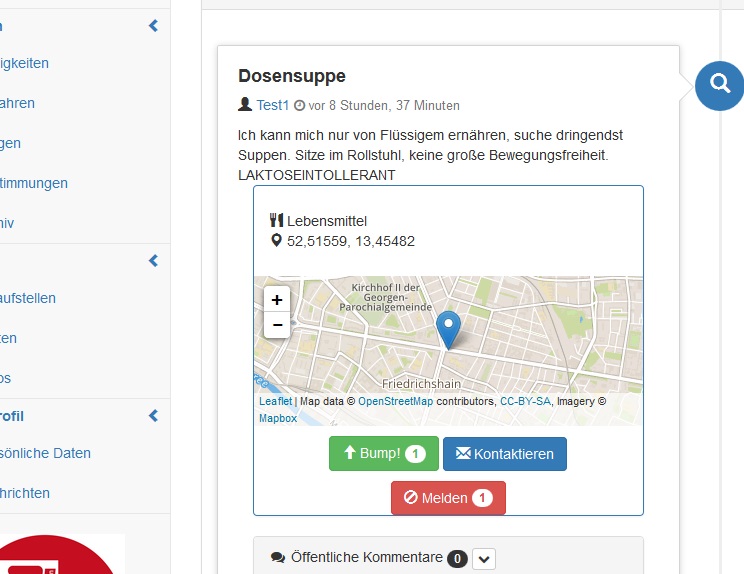 igkeiten
ahren
gen
timmungen
iv
ufstellen
ten
os
rofil
sönliche Daten
hrichten
Dosensuppe
Test1 vor 8 Stunden, 37 Minuten
Ich kann mich nur von Flüssigem ernähren, suche dringendst
Suppen. Sitze im Rollstuhl, keine große Bewegungsfreiheit.
LAKTOSEINTOLLERANT
Lebensmittel
52,51559, 13,45482
+
−
Kirchhof II der
Georgen-
Parochialgemeinde
Friedrichshain
Leaflet | Map data © OpenStreetMap contributors, CC-BY-SA, Imagery ©
Mapbox
Bump! 1
Kontaktieren
Melden 1
Öffentliche Kommentare 0